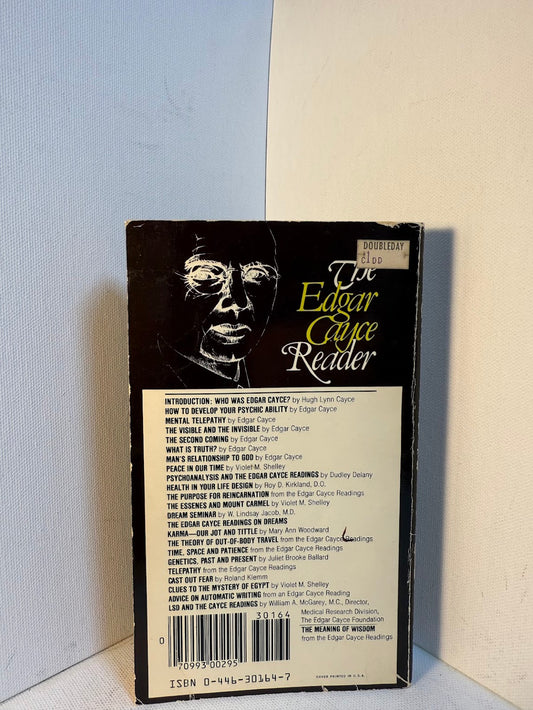 DOUBLEDAY
The
Edgar
Cayce
Reader
INTRODUCTION: WHO WAS EDGAR CAYCE? by Hugh Lynn Cayce
HOW TO DEVELOP YOUR PSYCHIC ABILITY by Edgar Cayce
MENTAL TELEPATHY by Edgar Cayce
THE VISIBLE AND THE INVISIBLE by Edgar Cayce
THE SECOND COMING by Edgar Cayce
WHAT IS TRUTH? by Edgar Cayce
MAN'S RELATIONSHIP TO GOD by Edgar Cayce
PEACE IN OUR TIME by Violet M. Shelley
PSYCHOANALYSIS AND THE EDGAR CAYCE READINGS by Dudley Delany
HEALTH IN YOUR LIFE DESIGN by Roy D. Kirkland, D.O.
THE PURPOSE FOR REINCARNATION from the Edgar Cayce Readings
THE ESSENES AND MOUNT CARMEL by Violet M. Shelley
DREAM SEMINAR by W. Lindsay Jacob, M.D.
THE EDGAR CAYCE READINGS ON DREAMS
KARMA—OUR JOT AND TITTLE by Mary Ann Woodward
THE THEORY OF OUT-OF-BODY TRAVEL from the Edgar Cayce Readings
TIME, SPACE AND PATIENCE from the Edgar Cayce Readings
GENETICS, PAST AND PRESENT by Juliet Brooke Ballard
TELEPATHY from the Edgar Cayce Readings
CAST OUT FEAR by Roland Klemm
CLUES TO THE MYSTERY OF EGYPT by Violet M. Shelley
ADVICE ON AUTOMATIC WRITING from an Edgar Cayce Reading
LSD AND THE CAYCE READINGS by William A. McGarey, M.C., Director,
Medical Research Division,
The Edgar Cayce Foundation
THE MEANING OF WISDOM
from the Edgar Cayce Readings
30164
0
70993 00295
ISBN 0-446-30164-7
COVER PRINTED IN U.S.A.